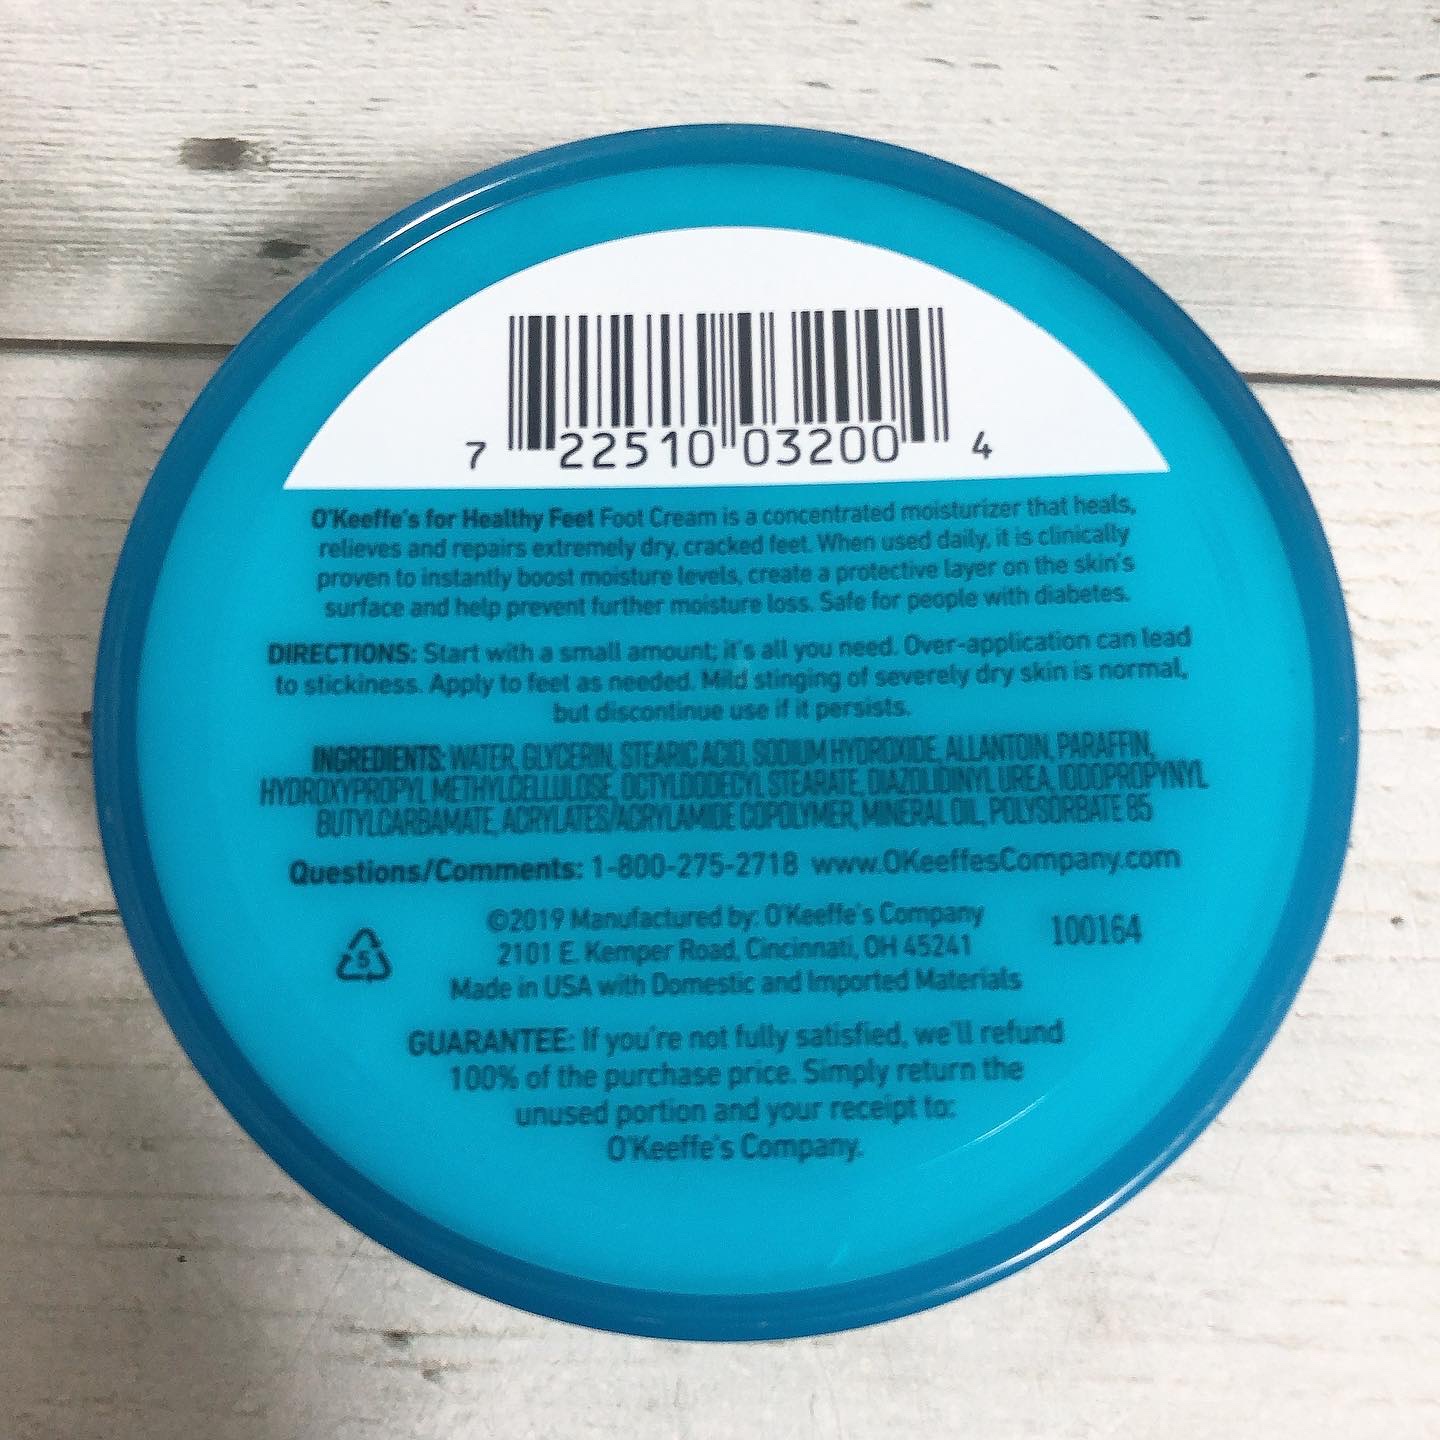 7 22510 03200 4
O'Keeffe's for Healthy Feet Foot Cream is a concentrated moisturizer that heals,
relieves and repairs extremely dry, cracked feet. When used daily, it is clinically
proven to instantly boost moisture levels, create a protective layer on the skin's
surface and help prevent further moisture loss. Safe for people with diabetes.
DIRECTIONS: Start with a small amount; it's all you need. Over-application can lead
to stickiness. Apply to feet as needed. Mild stinging of severely dry skin is normal,
but discontinue use if it persists.
INGREDIENTS: WATER, GLYCERIN, STEARIC ACID, SODIUM HYDROXIDE, ALLANTOIN, PARAFFIN,
HYDROXYPROPYL METHYLCELLULOSE, OCTYLDODECYL STEARATE, DIAZOLIDINYL UREA, IODOPROPYNYL
BUTYLCARBAMATE, ACRYLATES/ACRYLAMIDE COPOLYMER, MINERAL OIL, POLYSORBATE 85
Questions/Comments: 1-800-275-2718 www.OKeeffesCompany.com
©2019 Manufactured by: O'Keeffe's Company
2101 E. Kemper Road, Cincinnati, OH 45241
Made in USA with Domestic and Imported Materials
5
100164
GUARANTEE: If you're not fully satisfied, we'll refund
100% of the purchase price. Simply return the
unused portion and your receipt to:
O'Keeffe's Company.